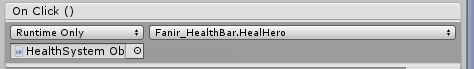 On Click ()
Runtime Only Fanir_HealthBar.HealHero
HealthSystem Ob